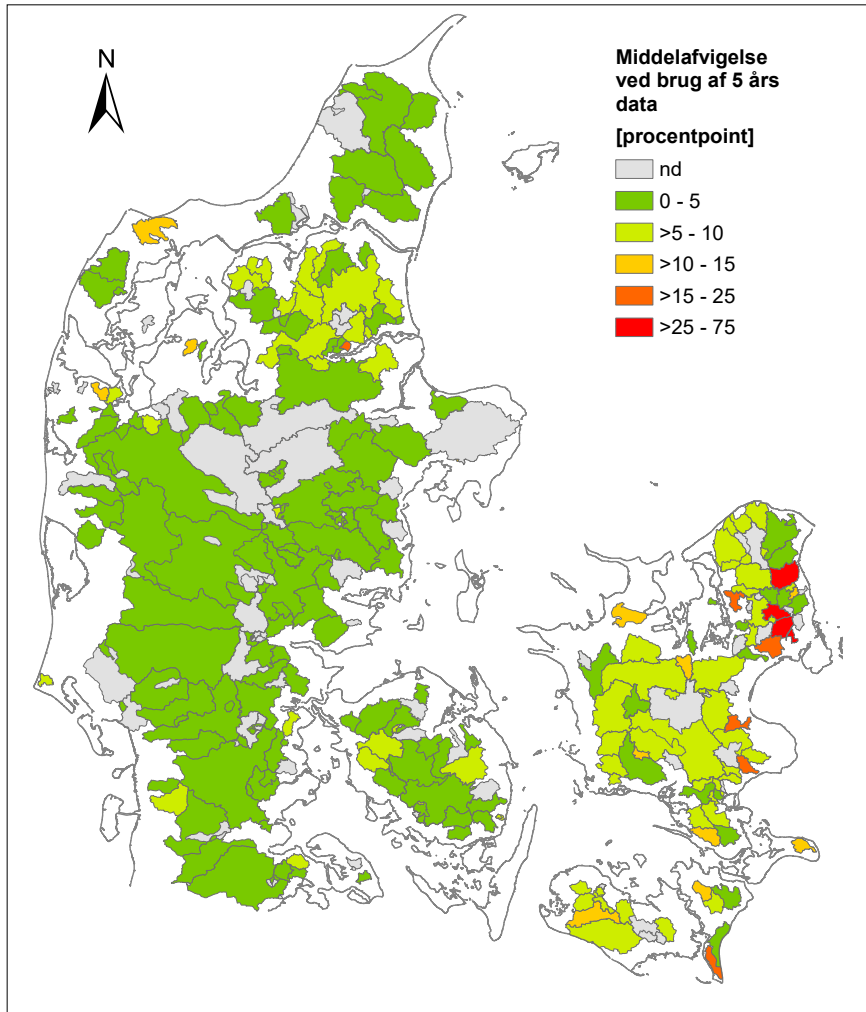 N
Middelafvigelse
ved brug af 5 års
data
[procentpoint]
nd
0 - 5
>5 - 10
>10 - 15
>15 - 25
>25 - 75